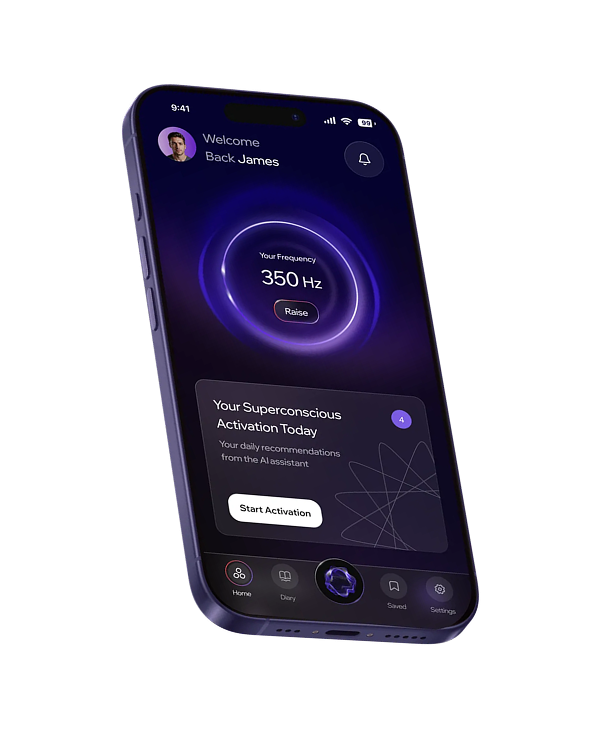 9:41
99
Welcome
Back James
Your Frequency
350 Hz
Raise
Your Superconscious
Activation Today
4
Your daily recommendations
from the AI assistant
Start Activation
Home
Diary
Saved
Settings